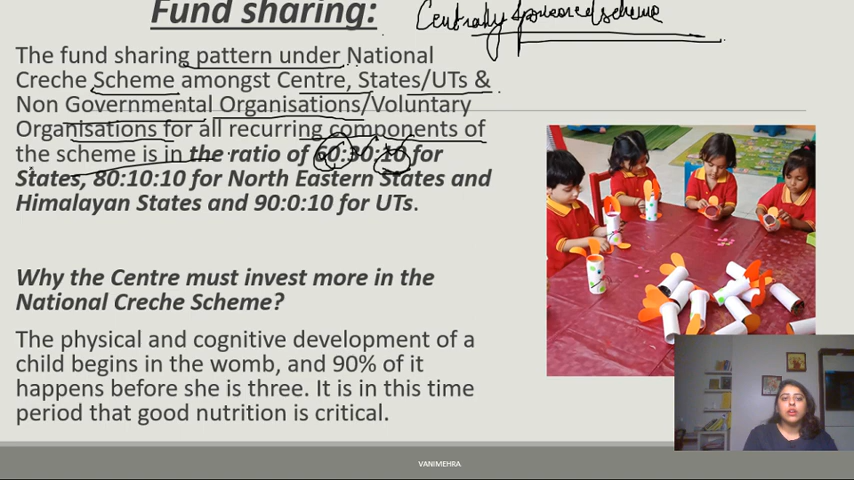 Fund sharing:
Centrally sponsored scheme
The fund sharing pattern under National
Creche Scheme amongst Centre, States/UTs &
Non Governmental Organisations/Voluntary
Organisations for all recurring components of
the scheme is in the ratio of 60:30:10 for
States, 80:10:10 for North Eastern States and
Himalayan States and 90:0:10 for UTs.
Why the Centre must invest more in the
National Creche Scheme?
The physical and cognitive development of a
child begins in the womb, and 90% of it
happens before she is three. It is in this time
period that good nutrition is critical.
VANIMEHRA